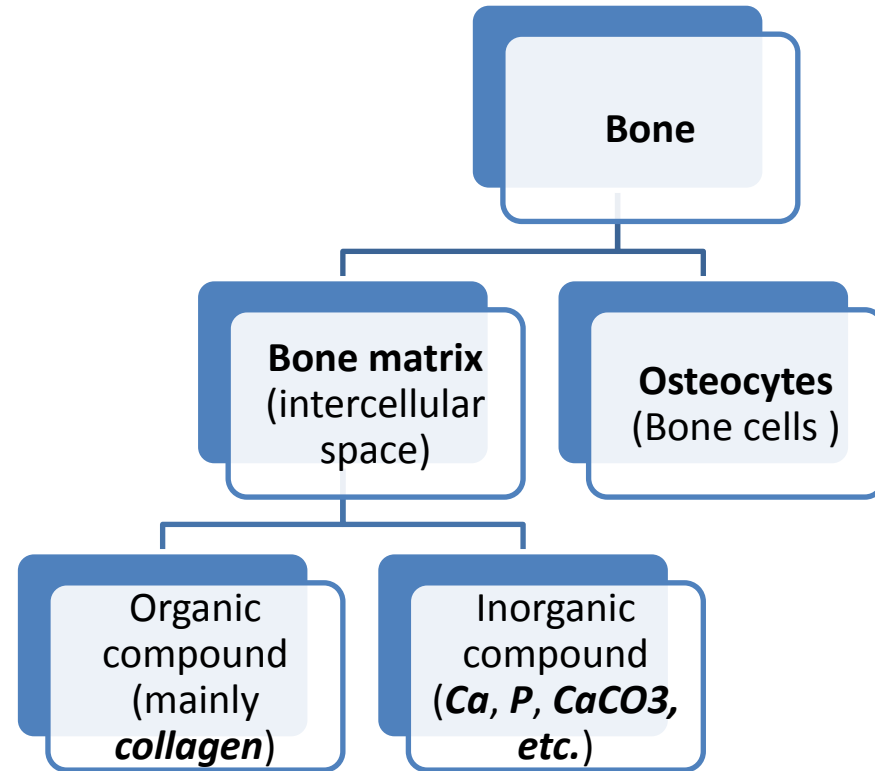 Bone
Bone matrix
(intercellular
space)
Osteocytes
(Bone cells )
Organic
compound
(mainly
collagen)
Inorganic
compound
(Ca, P, CaCO3,
etc.)